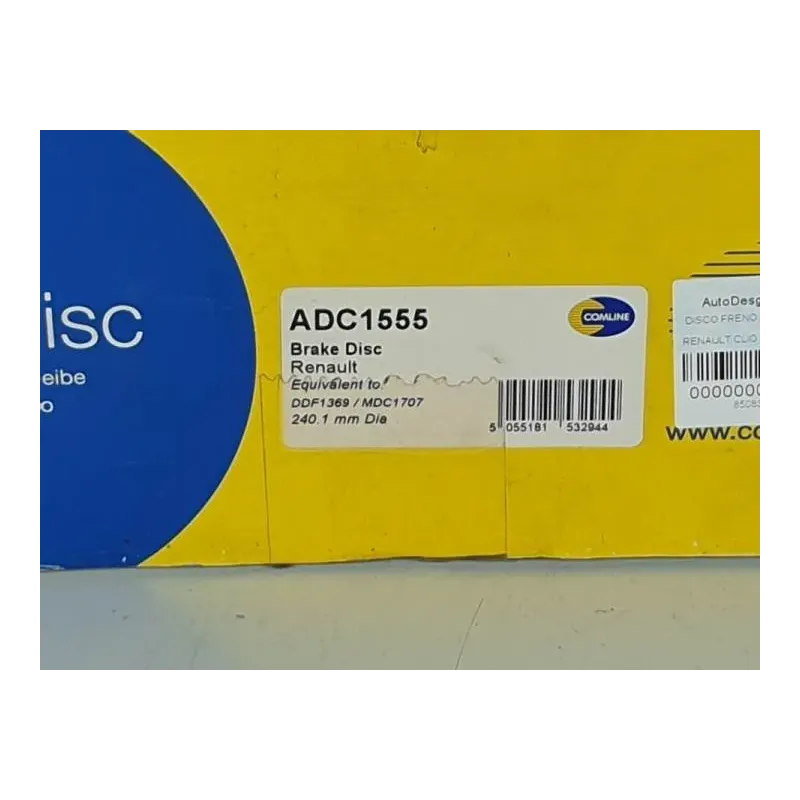 isc
eibe
o
ADC1555
COMLINE
Brake Disc
Renault
Equivalent to:
DDF1369 / MDC1707
240.1 mm Dia
5 055181 532944
AutoDesg
DISCO FRENO
RENAULT CLIO
0000000
www.co